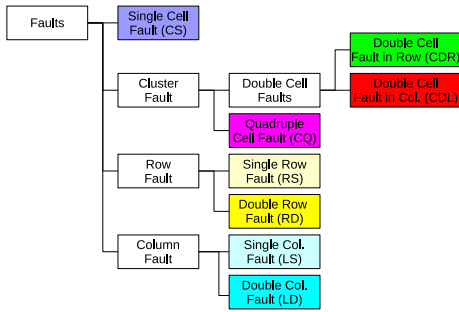 Faults
Single Cell
Fault (CS)
Cluster
Fault
Double Cell
Faults
Double Cell
Fault in Row (CDR)
Double Cell
Fault in Col. (CDL)
Quadruple
Cell Fault (CQ)
Row
Fault
Single Row
Fault (RS)
Double Row
Fault (RD)
Column
Fault
Single Col.
Fault (LS)
Double Col.
Fault (LD)